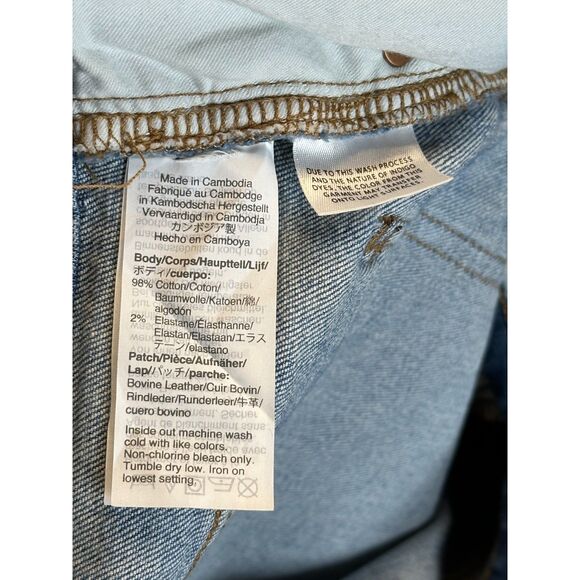 Made in Cambodia
Fabriqué au Cambodge
in Kambodscha Hergestellt
Vervaardigd in Cambodja
カンボジア製
Hecho en Camboya
Body/Corps/Hauptteil/Lijf/
ボディ/cuerpo:
98% Cotton/Coton/
Baumwolle/Katoen/綿/
algodón
2% Elastane/Élasthanne/
Elastan/Elastaan/エラス
テーン/elastano
Patch/Pièce/Aufnäher/
Lap/パッチ/parche:
Bovine Leather/Cuir Bovin/
Rindleder/Runderleer/牛革/
cuero bovino
Inside out machine wash
cold with like colors.
Non-chlorine bleach only.
Tumble dry low. Iron on
lowest setting.
DUE TO THIS WASH PROCESS
AND THE NATURE OF INDIGO
DYES, THE COLOR FROM THIS
GARMENT MAY TRANSFER
ONTO LIGHT SURFACES.